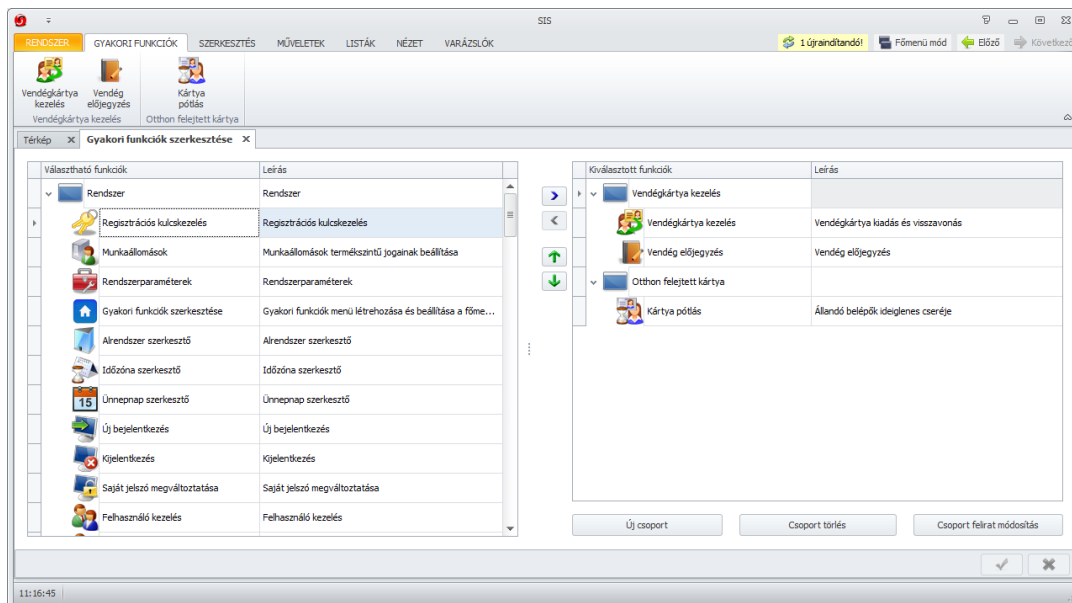 SIS
RENDSZER GYAKORI FUNKCIÓK SZERKESZTÉS MŰVELETEK LISTÁK NÉZET VARÁZSLÓK 1 újraindítandó! Főmenü mód Előző Következő
Vendégkártya kezelés Vendég előjegyzés Kártya pótlás
Vendégkártya kezelés Otthon felejtett kártya
Térkép X Gyakori funkciók szerkesztése X
Választható funkciók Leírás
Rendszer Rendszer
Regisztrációs kulcskezelés Regisztrációs kulcskezelés
Munkaállomások Munkaállomások termékszintű jogainak beállítása
Rendszerparaméterek Rendszerparaméterek
Gyakori funkciók szerkesztése Gyakori funkciók menü létrehozása és beállítása a főme...
Alrendszer szerkesztő Alrendszer szerkesztő
Időzóna szerkesztő Időzóna szerkesztő
15 Ünnepnap szerkesztő Ünnepnap szerkesztő
Új bejelentkezés Új bejelentkezés
Kijelentkezés Kijelentkezés
Saját jelszó megváltoztatása Saját jelszó megváltoztatása
Felhasználó kezelés Felhasználó kezelés
Kiválasztott funkciók Leírás
Vendégkártya kezelés
Vendégkártya kezelés Vendégkártya kiadás és visszavonás
Vendég előjegyzés Vendég előjegyzés
Otthon felejtett kártya
Kártya pótlás Állandó belépők ideiglenes cseréje
Új csoport Csoport törlés Csoport felirat módosítás
11:16:45